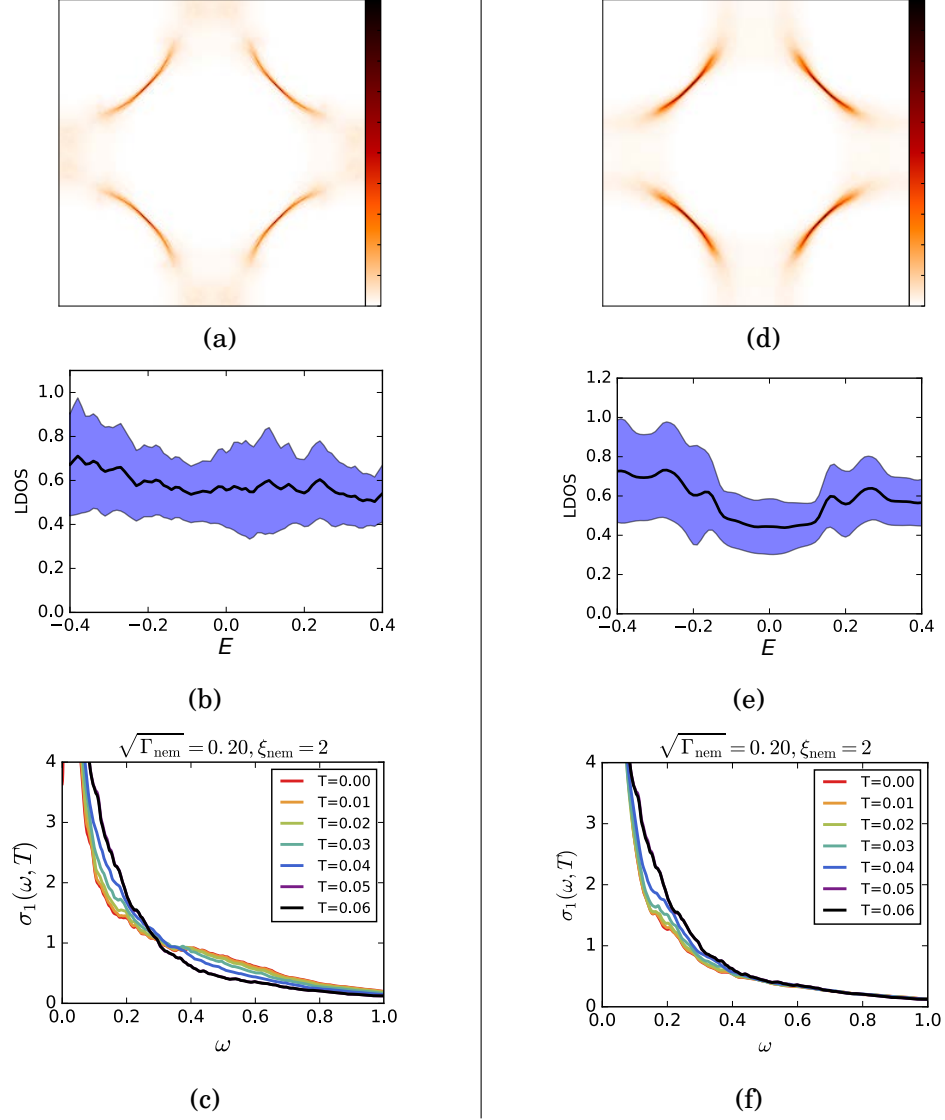 (a)
(d)
1.0
0.8
0.6
0.4
0.2
0.0
LDOS
−0.4
−0.2
0.0
0.2
0.4
E
(b)
1.2
1.0
0.8
0.6
0.4
0.2
0.0
LDOS
−0.4
−0.2
0.0
0.2
0.4
E
(e)
√Γnem = 0.20, ξnem = 2
4
3
2
1
0
σ1(ω, T)
T=0.00
T=0.01
T=0.02
T=0.03
T=0.04
T=0.05
T=0.06
0.0
0.2
0.4
0.6
0.8
1.0
ω
(c)
√Γnem = 0.20, ξnem = 2
4
3
2
1
0
σ1(ω, T)
T=0.00
T=0.01
T=0.02
T=0.03
T=0.04
T=0.05
T=0.06
0.0
0.2
0.4
0.6
0.8
1.0
ω
(f)